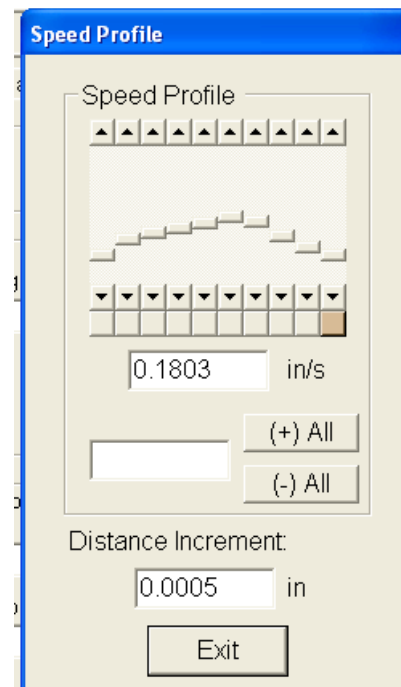 Speed Profile
Speed Profile
0.1803 in/s
(+) All
(-) All
Distance Increment:
0.0005 in
Exit